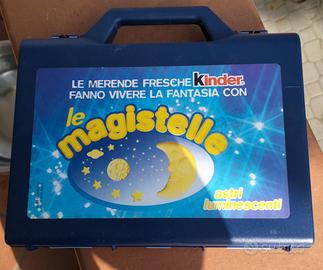 LE MERENDE FRESCHE Kinder
FANNO VIVERE LA FANTASIA CON
le
magistelle
astri
luminescenti